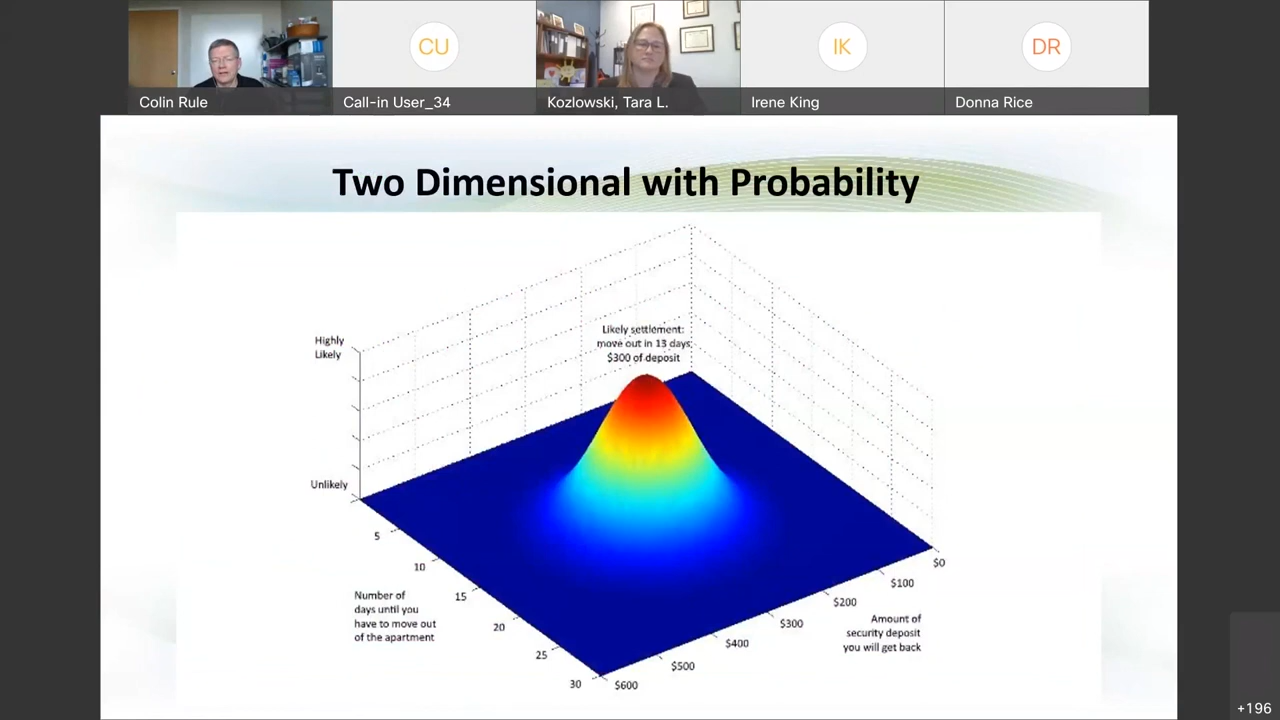 CU
IK
DR
Colin Rule
Call-in User_34
Kozlowski, Tara L.
Irene King
Donna Rice
Two Dimensional with Probability
Likely settlement:
move out in 13 days
$300 of deposit
Highly
Likely
Unlikely
5
10
15
20
25
30
Number of
days until you
have to move out
of the apartment
$0
$100
$200
$300
$400
$500
$600
Amount of
security deposit
you will get back
+196